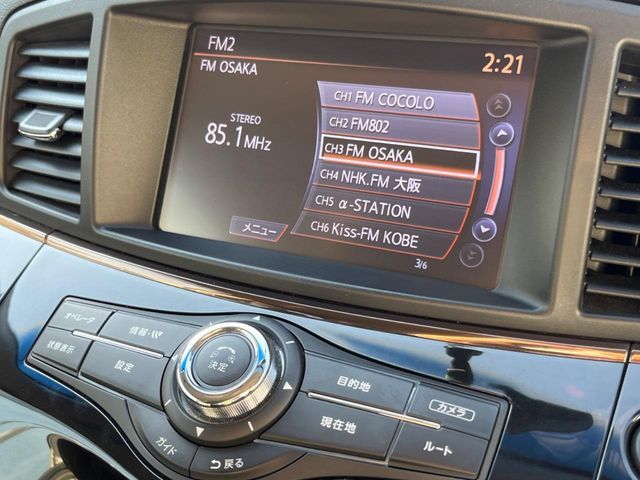 FM2
2:21
FM OSAKA
STEREO
85.1MHz
CH1 FM COCOLO
CH2 FM802
CH3 FM OSAKA
CH4 NHK.FM 大阪
CH5 α-STATION
CH6 Kiss-FM KOBE
3/6
メニュー
オペレータ
情報・
状態表示
設定
決定
目的地
カメラ
現在地
ルート
ガイド
戻る